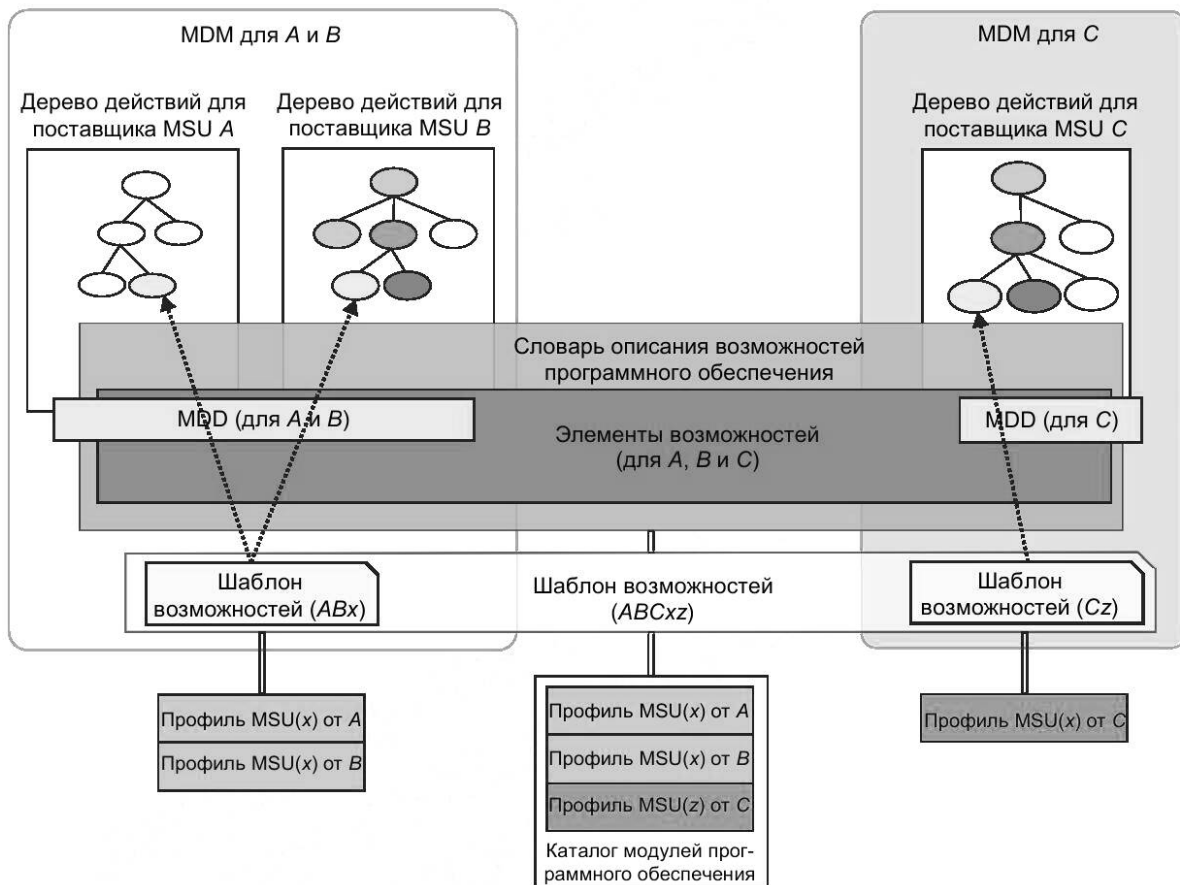 MDM для A и B
MDM для C
Дерево действий для
поставщика MSU A
Дерево действий для
поставщика MSU B
Дерево действий для
поставщика MSU C
Словарь описания возможностей
программного обеспечения
MDD (для A и B)
Элементы возможностей
(для A, B и C)
MDD (для C)
Шаблон
возможностей (ABx)
Шаблон возможностей
(ABCxz)
Шаблон
возможностей (Cz)
Профиль MSU(x) от A
Профиль MSU(x) от B
Профиль MSU(x) от A
Профиль MSU(x) от B
Профиль MSU(z) от C
Каталог модулей прог-
раммного обеспечения
Профиль MSU(x) от C